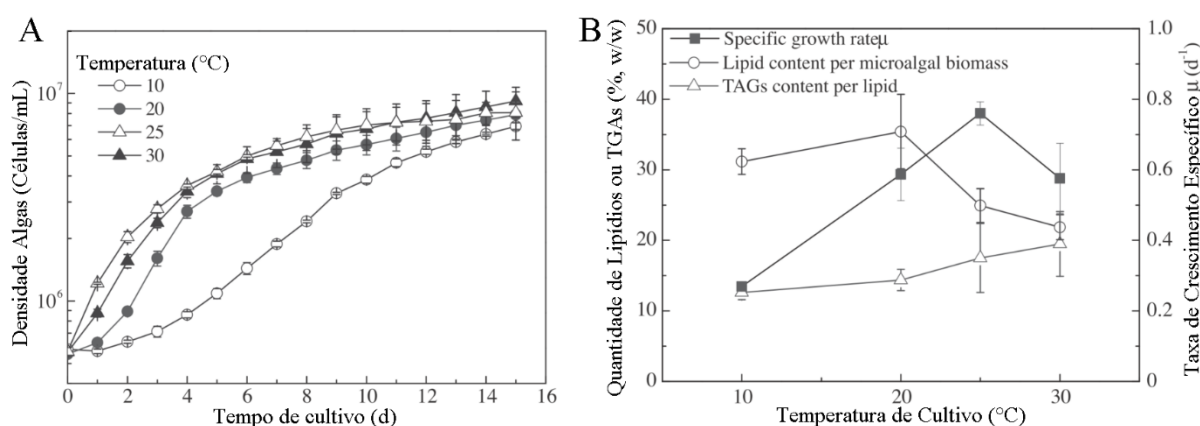 A
Densidade Algas (Células/mL)
10⁷
10⁶
Temperatura (°C)
10
20
25
30
0 2 4 6 8 10 12 14 16
Tempo de cultivo (d)
B
Quantidade de Lipídios ou TGAs (%, w/w)
50
40
30
20
10
0
Specific growth rateμ
Lipid content per microalgal biomass
TAGs content per lipid
10 20 30
Temperatura de Cultivo (°C)
1.0
0.8
0.6
0.4
0.2
0
Taxa de Crescimento Específico μ (d⁻¹)